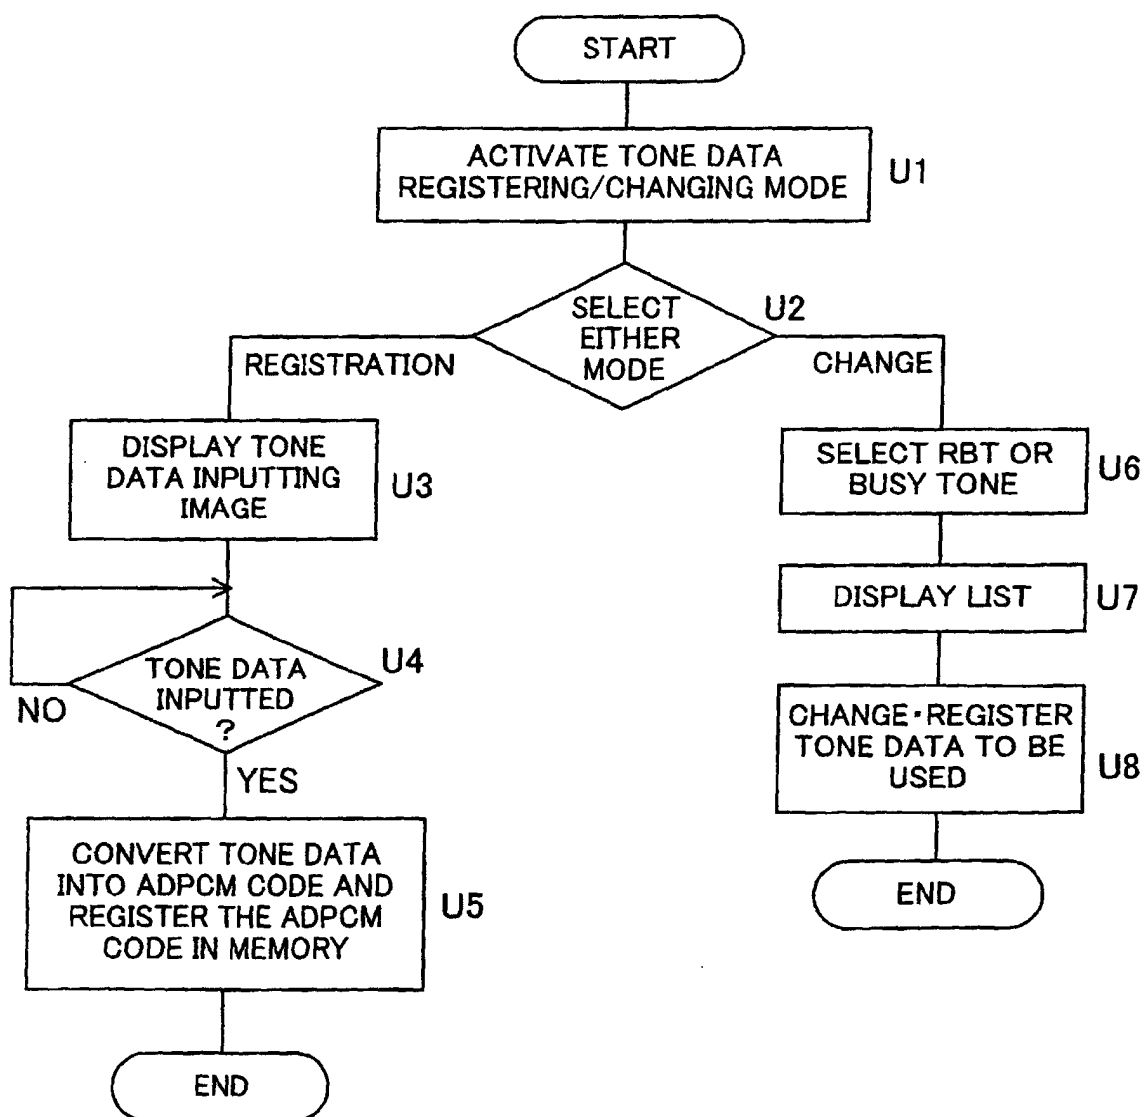 START
ACTIVATE TONE DATA
REGISTERING/CHANGING MODE
U1
SELECT
EITHER
MODE
U2
REGISTRATION
CHANGE
DISPLAY TONE
DATA INPUTTING
IMAGE
U3
TONE DATA
INPUTTED
?
U4
NO
YES
CONVERT TONE DATA
INTO ADPCM CODE AND
REGISTER THE ADPCM
CODE IN MEMORY
U5
END
SELECT RBT OR
BUSY TONE
U6
DISPLAY LIST
U7
CHANGE・REGISTER
TONE DATA TO BE
USED
U8
END